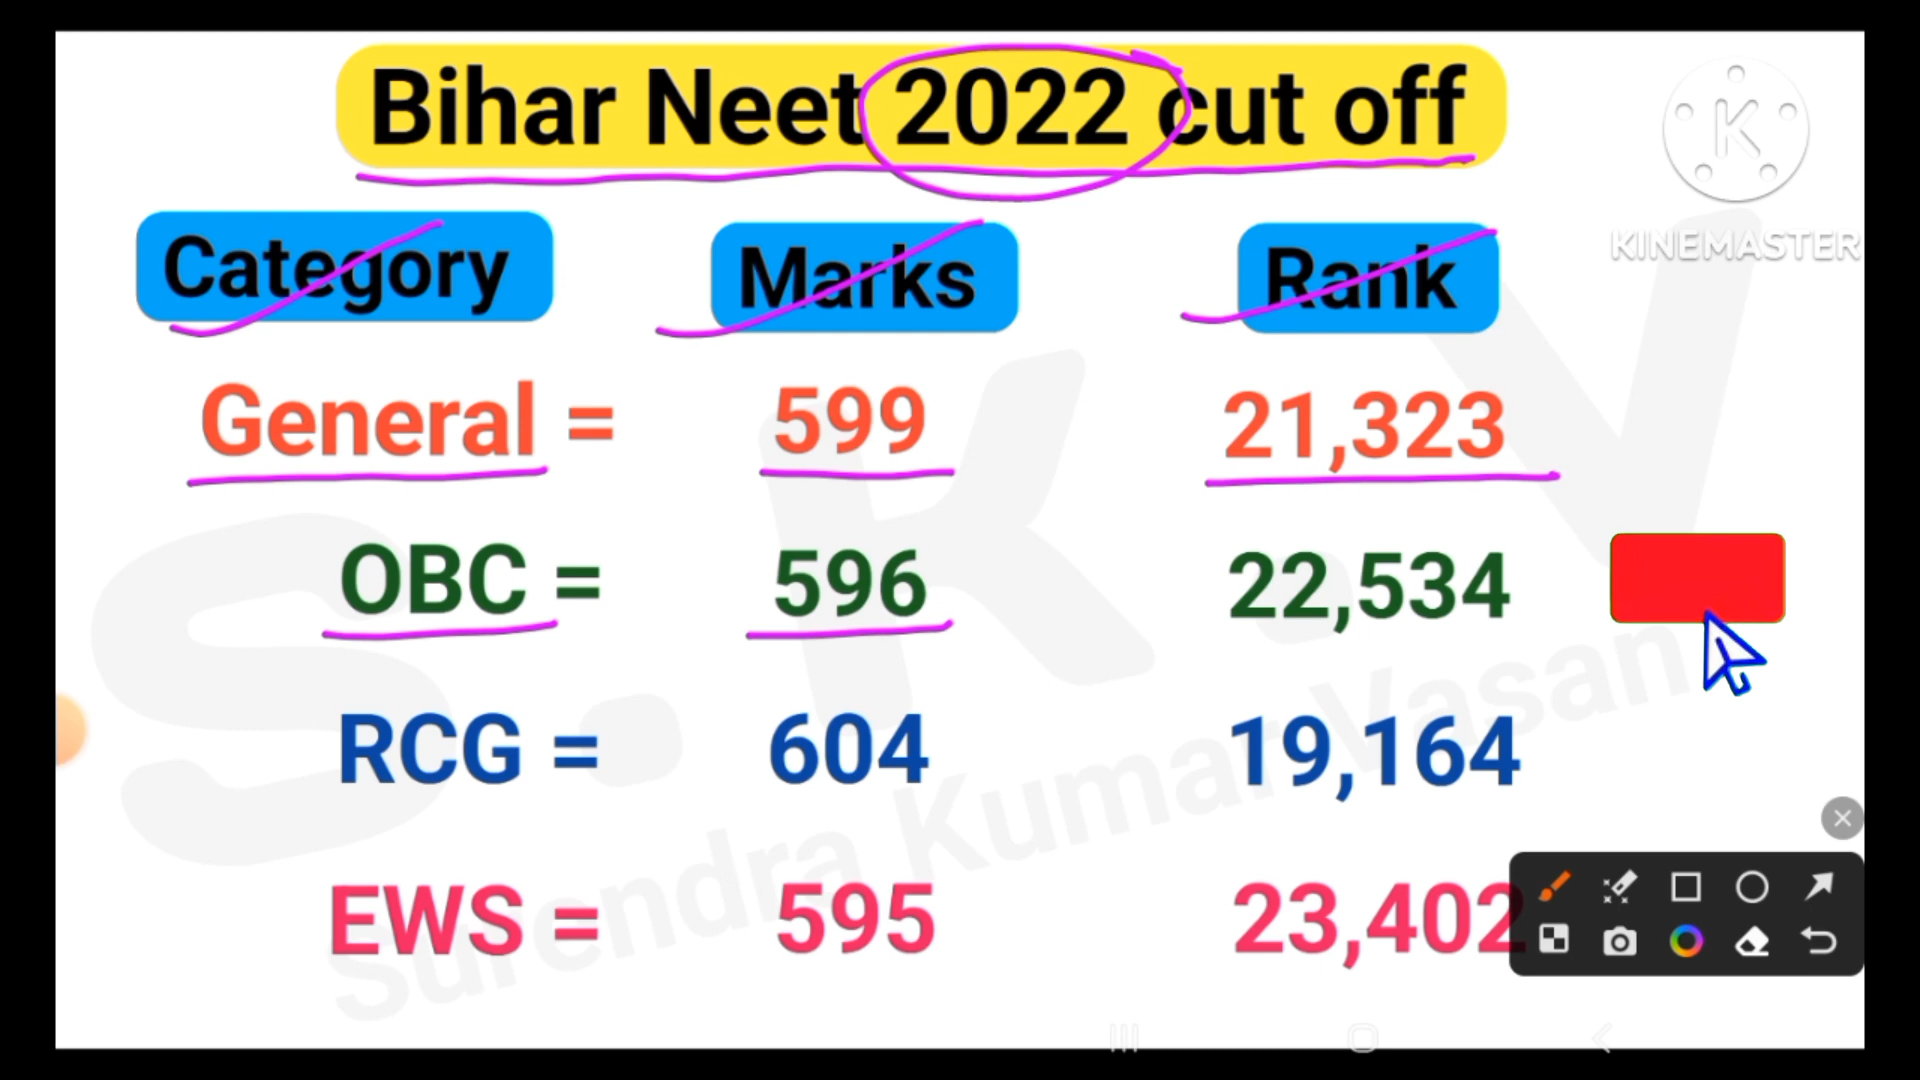 Bihar Neet 2022 cut off
K
KINEMASTER
Category Marks Rank
General = 599 21,323
OBC = 596 22,534
RCG = 604 19,164
EWS = 595 23,402
S.K.V
Surendra Kumar Vasan